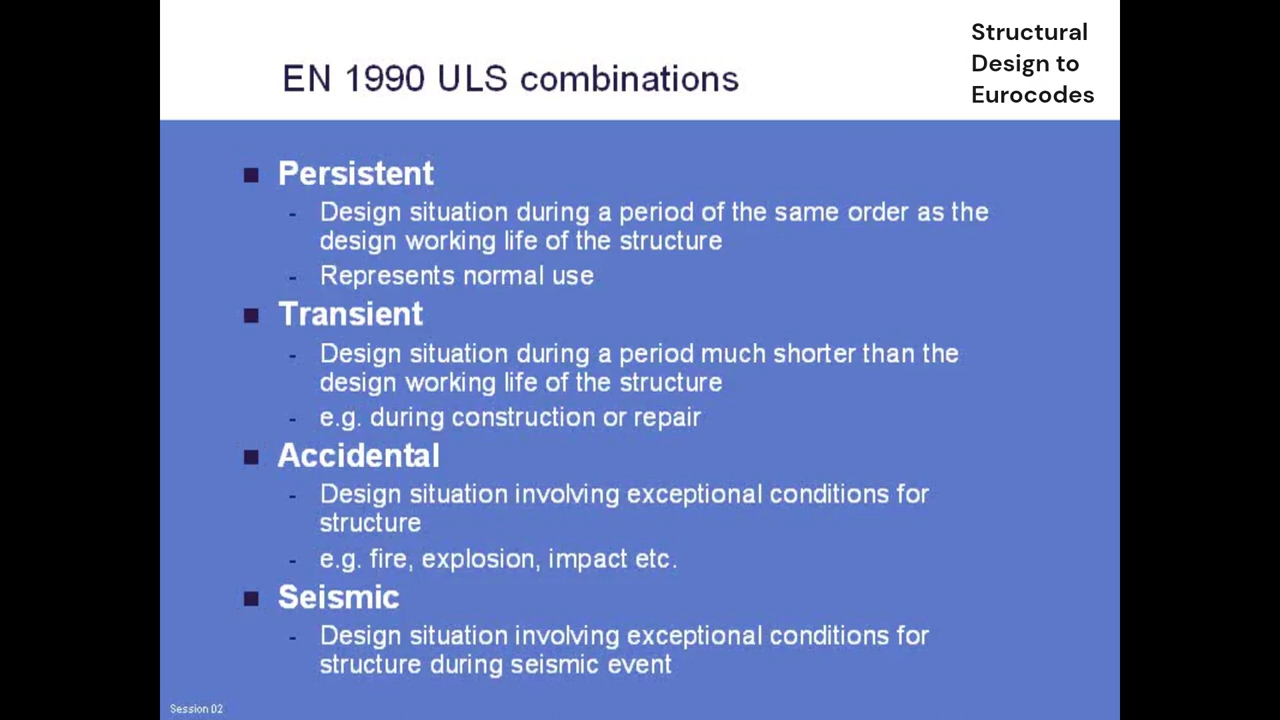 EN 1990 ULS combinations
Structural
Design to
Eurocodes
Persistent
- Design situation during a period of the same order as the
design working life of the structure
- Represents normal use
Transient
- Design situation during a period much shorter than the
design working life of the structure
- e.g. during construction or repair
Accidental
- Design situation involving exceptional conditions for
structure
- e.g. fire, explosion, impact etc.
Seismic
- Design situation involving exceptional conditions for
structure during seismic event
Session 02